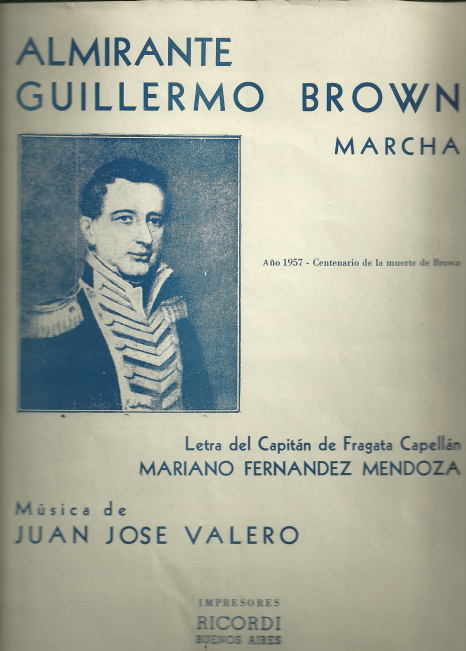 ALMIRANTE
GUILLERMO BROWN
MARCHA
Año 1957 - Centenario de la muerte de Brown
Letra del Capitán de Fragata Capellán
MARIANO FERNANDEZ MENDOZA
Música de
JUAN JOSE VALERO
IMPRESORES
RICORDI
BUENOS AIRES